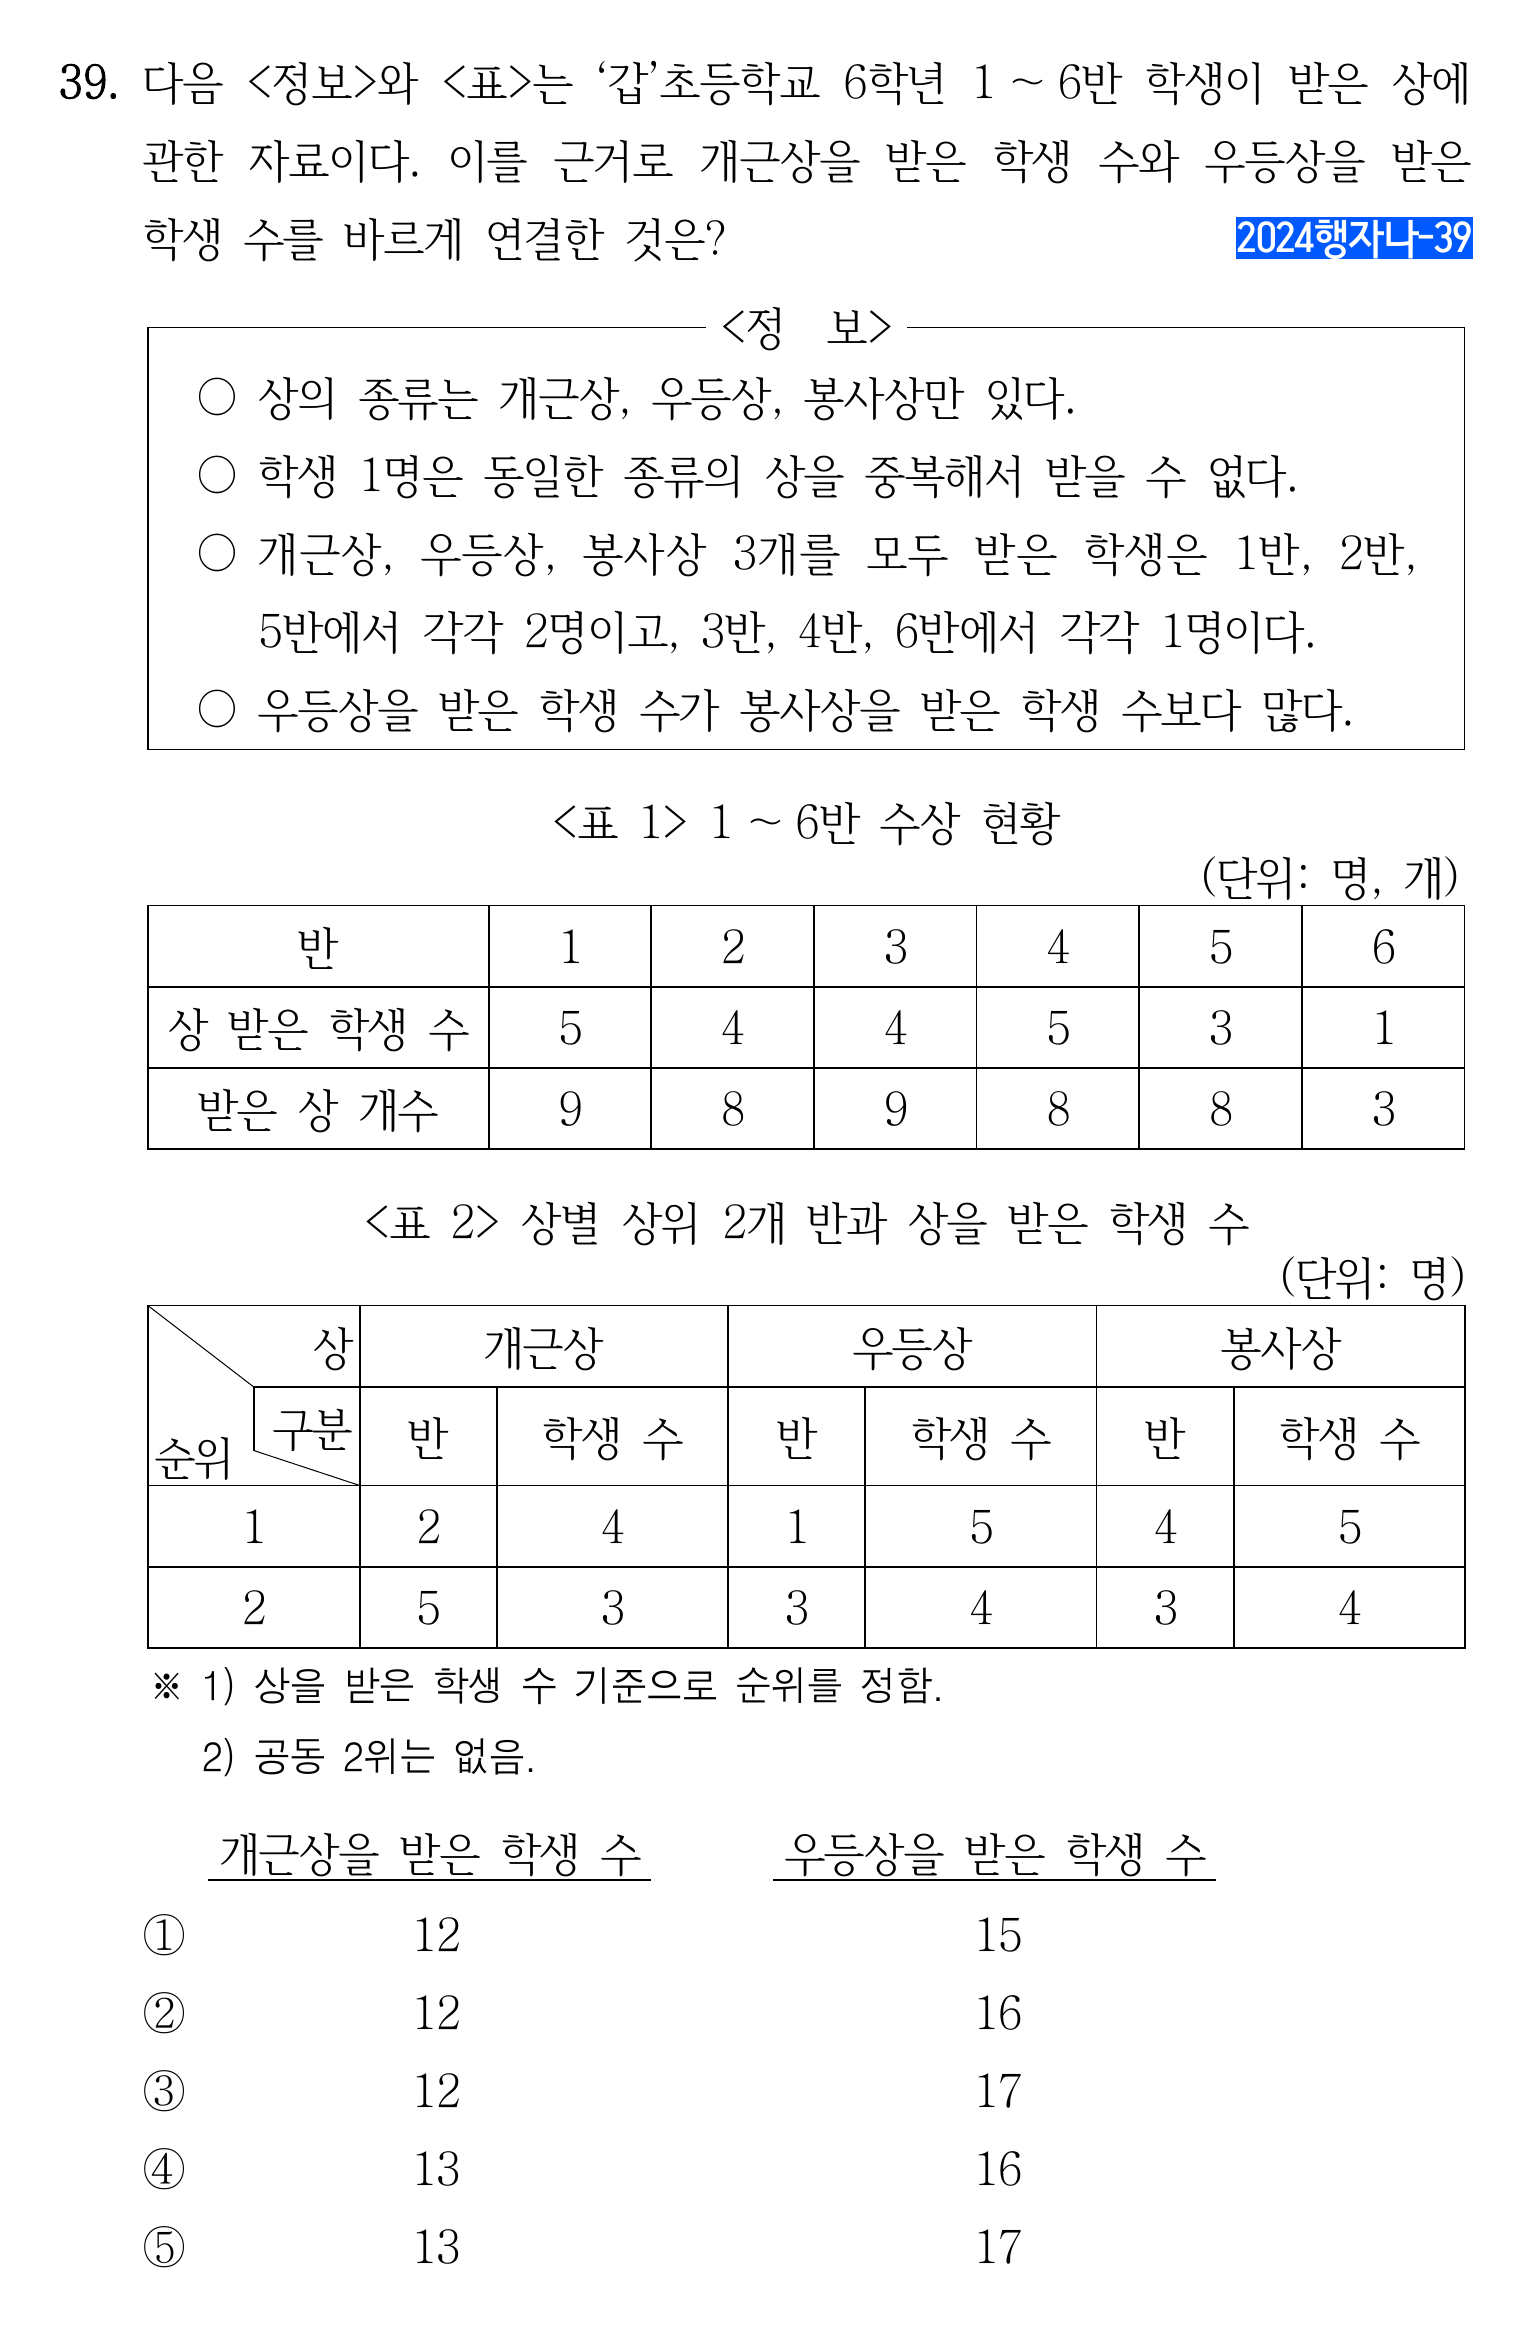 39. 다음 <정보>와 <표>는 ‘갑’초등학교 6학년 1 ~ 6반 학생이 받은 상에
관한 자료이다. 이를 근거로 개근상을 받은 학생 수와 우등상을 받은
학생 수를 바르게 연결한 것은?
2024행자나-39
<정 보>
○ 상의 종류는 개근상, 우등상, 봉사상만 있다.
○ 학생 1명은 동일한 종류의 상을 중복해서 받을 수 없다.
○ 개근상, 우등상, 봉사상 3개를 모두 받은 학생은 1반, 2반,
5반에서 각각 2명이고, 3반, 4반, 6반에서 각각 1명이다.
○ 우등상을 받은 학생 수가 봉사상을 받은 학생 수보다 많다.
<표 1> 1 ~ 6반 수상 현황
(단위: 명, 개)
반 1 2 3 4 5 6
상 받은 학생 수 5 4 4 5 3 1
받은 상 개수 9 8 9 8 8 3
<표 2> 상별 상위 2개 반과 상을 받은 학생 수
(단위: 명)
상 개근상 우등상 봉사상
순위 구분 반 학생 수 반 학생 수 반 학생 수
1 2 4 1 5 4 5
2 5 3 3 4 3 4
※ 1) 상을 받은 학생 수 기준으로 순위를 정함.
2) 공동 2위는 없음.
개근상을 받은 학생 수 우등상을 받은 학생 수
① 12 15
② 12 16
③ 12 17
④ 13 16
⑤ 13 17